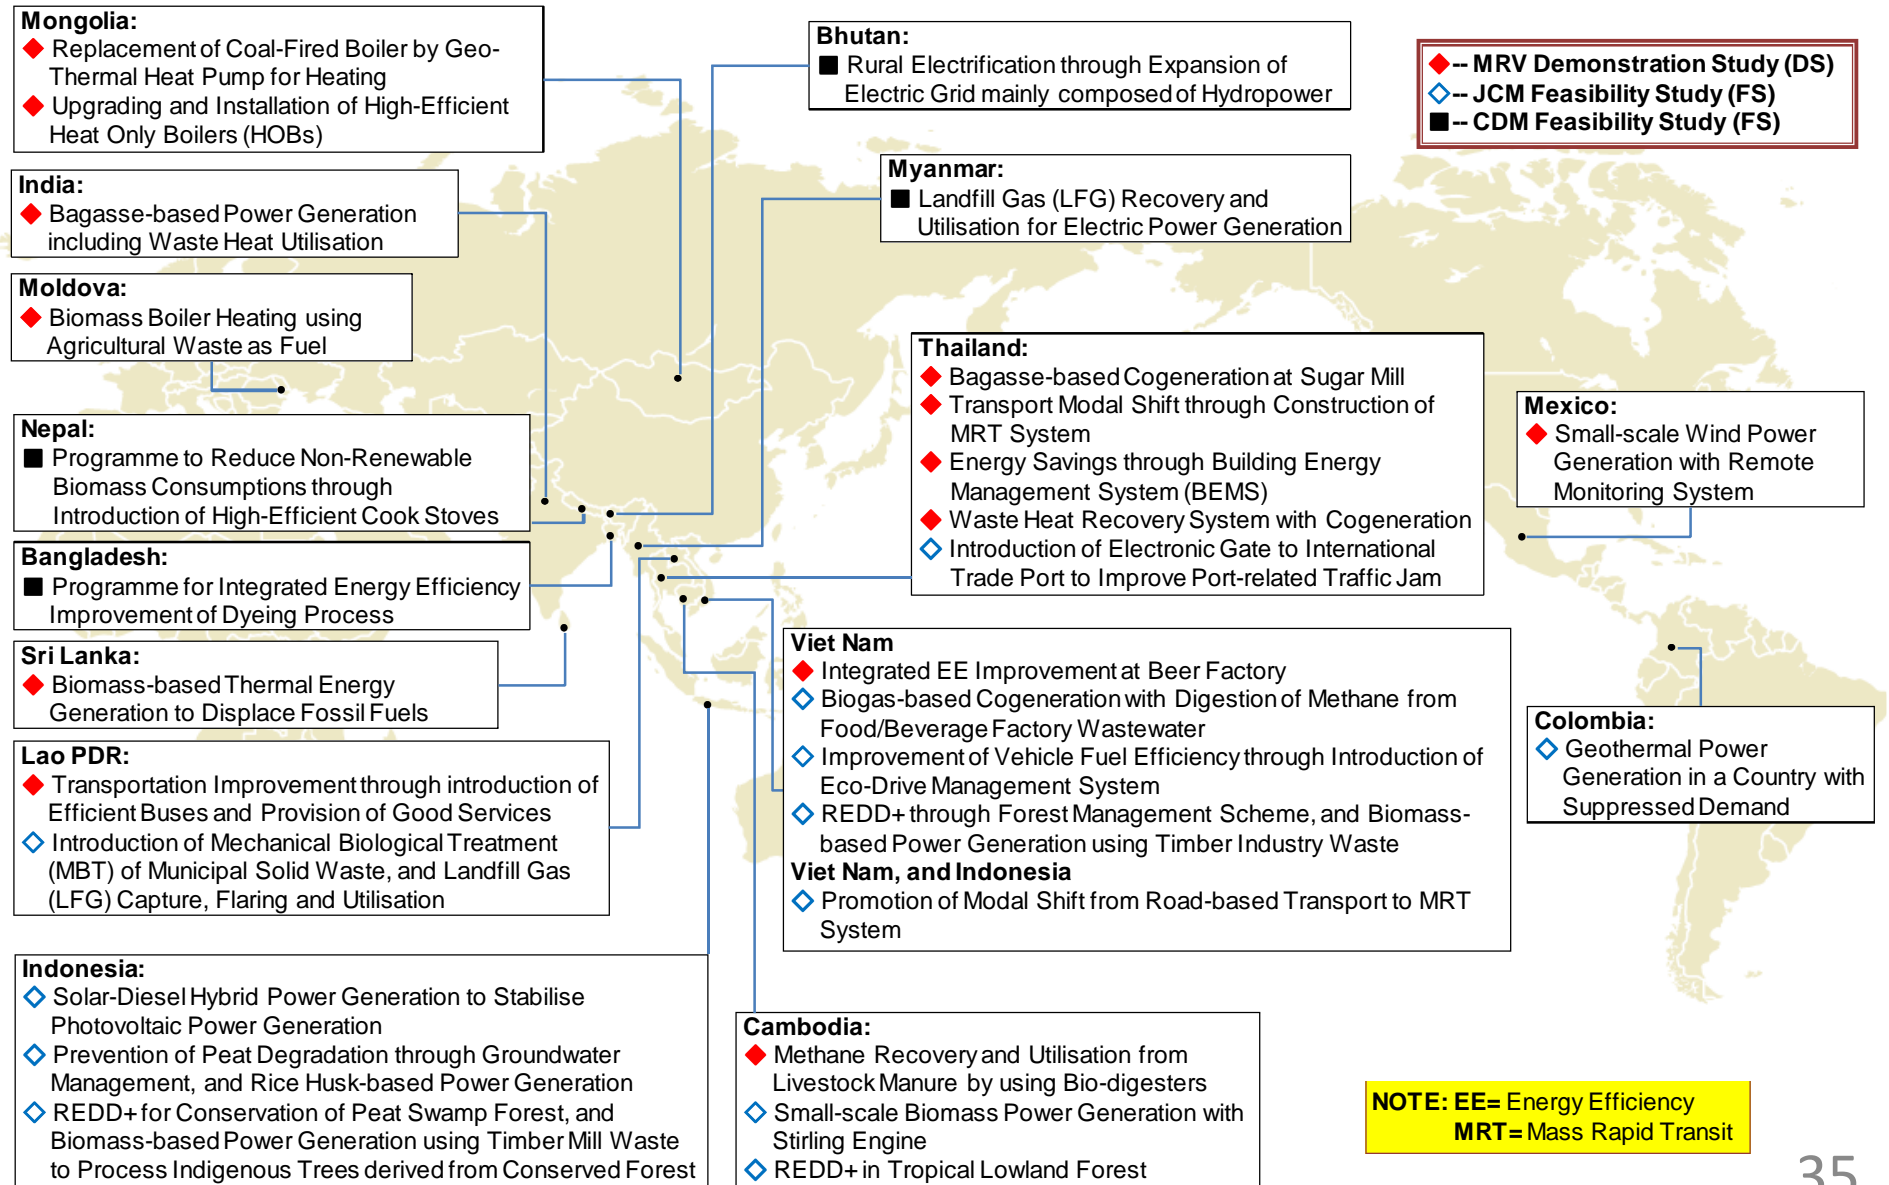 Mongolia:
◆ Replacement of Coal-Fired Boiler by Geo-
Thermal Heat Pump for Heating
◆ Upgrading and Installation of High-Efficient
Heat Only Boilers (HOBs)
India:
◆ Bagasse-based Power Generation
including Waste Heat Utilisation
Moldova:
◆ Biomass Boiler Heating using
Agricultural Waste as Fuel
Nepal:
■ Programme to Reduce Non-Renewable
Biomass Consumptions through
Introduction of High-Efficient Cook Stoves
Bangladesh:
■ Programme for Integrated Energy Efficiency
Improvement of Dyeing Process
Sri Lanka:
◆ Biomass-based Thermal Energy
Generation to Displace Fossil Fuels
Lao PDR:
◆ Transportation Improvement through introduction of
Efficient Buses and Provision of Good Services
◇ Introduction of Mechanical Biological Treatment
(MBT) of Municipal Solid Waste, and Landfill Gas
(LFG) Capture, Flaring and Utilisation
Indonesia:
◇ Solar-Diesel Hybrid Power Generation to Stabilise
Photovoltaic Power Generation
◇ Prevention of Peat Degradation through Groundwater
Management, and Rice Husk-based Power Generation
◇ REDD+ for Conservation of Peat Swamp Forest, and
Biomass-based Power Generation using Timber Mill Waste
to Process Indigenous Trees derived from Conserved Forest
Bhutan:
■ Rural Electrification through Expansion of
Electric Grid mainly composed of Hydropower
Myanmar:
■ Landfill Gas (LFG) Recovery and
Utilisation for Electric Power Generation
Thailand:
◆ Bagasse-based Cogeneration at Sugar Mill
◆ Transport Modal Shift through Construction of
MRT System
◆ Energy Savings through Building Energy
Management System (BEMS)
◆ Waste Heat Recovery System with Cogeneration
◇ Introduction of Electronic Gate to International
Trade Port to Improve Port-related Traffic Jam
Viet Nam
◆ Integrated EE Improvement at Beer Factory
◇ Biogas-based Cogeneration with Digestion of Methane from
Food/Beverage Factory Wastewater
◇ Improvement of Vehicle Fuel Efficiency through Introduction of
Eco-Drive Management System
◇ REDD+ through Forest Management Scheme, and Biomass-
based Power Generation using Timber Industry Waste
Viet Nam, and Indonesia
◇ Promotion of Modal Shift from Road-based Transport to MRT
System
Cambodia:
◆ Methane Recovery and Utilisation from
Livestock Manure by using Bio-digesters
◇ Small-scale Biomass Power Generation with
Stirling Engine
◇ REDD+ in Tropical Lowland Forest
◆-- MRV Demonstration Study (DS)
◇-- JCM Feasibility Study (FS)
■-- CDM Feasibility Study (FS)
Mexico:
◆ Small-scale Wind Power
Generation with Remote
Monitoring System
Colombia:
◇ Geothermal Power
Generation in a Country with
Suppressed Demand
NOTE: EE= Energy Efficiency
MRT= Mass Rapid Transit
35